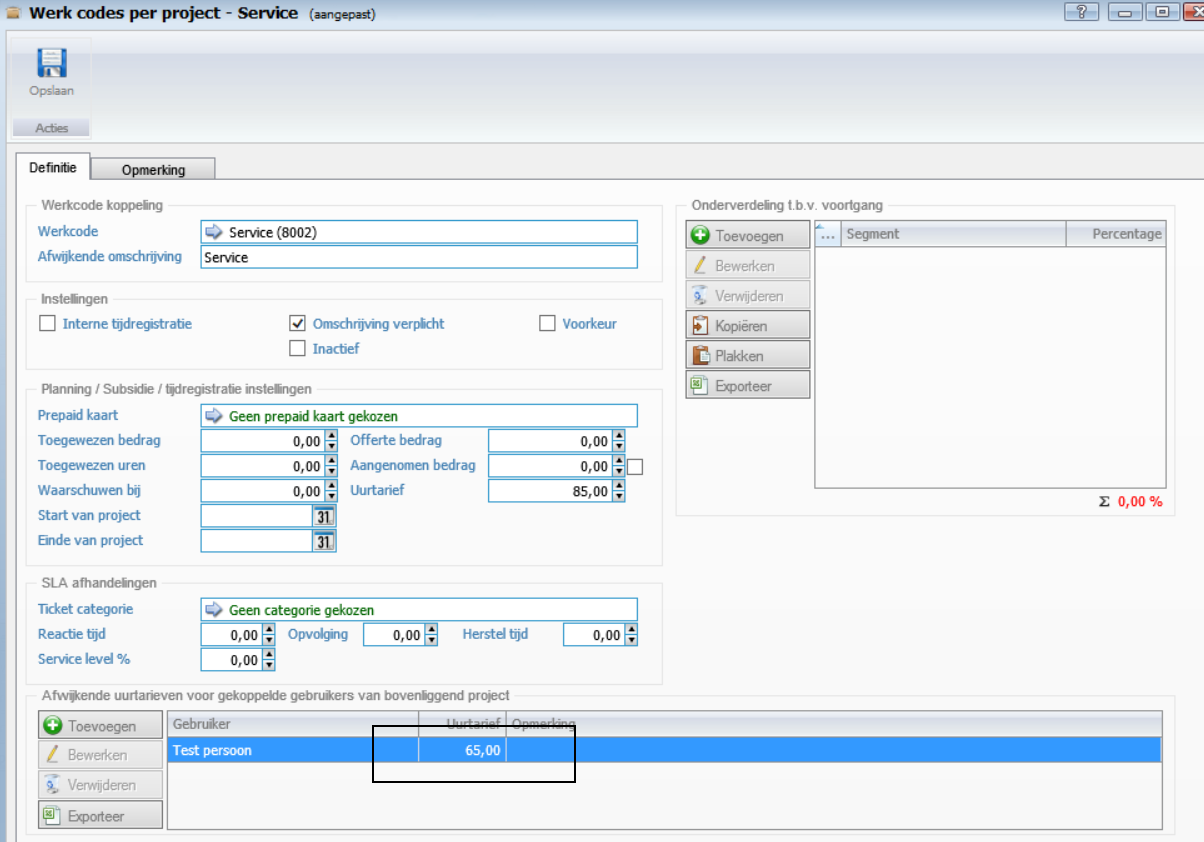 Werk codes per project - Service (aangepast)
?
Opslaan
Acties
Definitie Opmerking
Werkcode koppeling
Werkcode Service (8002)
Afwijkende omschrijving Service
Instellingen
Interne tijdregistratie Omschrijving verplicht Voorkeur
Inactief
Planning / Subsidie / tijdregistratie instellingen
Prepaid kaart Geen prepaid kaart gekozen
Toegewezen bedrag 0,00 Offerte bedrag 0,00
Toegewezen uren 0,00 Aangenomen bedrag 0,00
Waarschuwen bij 0,00 Uurtarief 85,00
Start van project 31
Einde van project 31
SLA afhandelingen
Ticket categorie Geen categorie gekozen
Reactie tijd 0,00 Opvolging 0,00 Herstel tijd 0,00
Service level % 0,00
Onderverdeling t.b.v. voortgang
Toevoegen ... Segment Percentage
Bewerken
Verwijderen
Kopiëren
Plakken
Exporteer
Σ 0,00 %
Afwijkende uurtarieven voor gekoppelde gebruikers van bovenliggend project
Toevoegen Gebruiker Uurtarief Opmerking
Bewerken Test persoon 65,00
Verwijderen
Exporteer